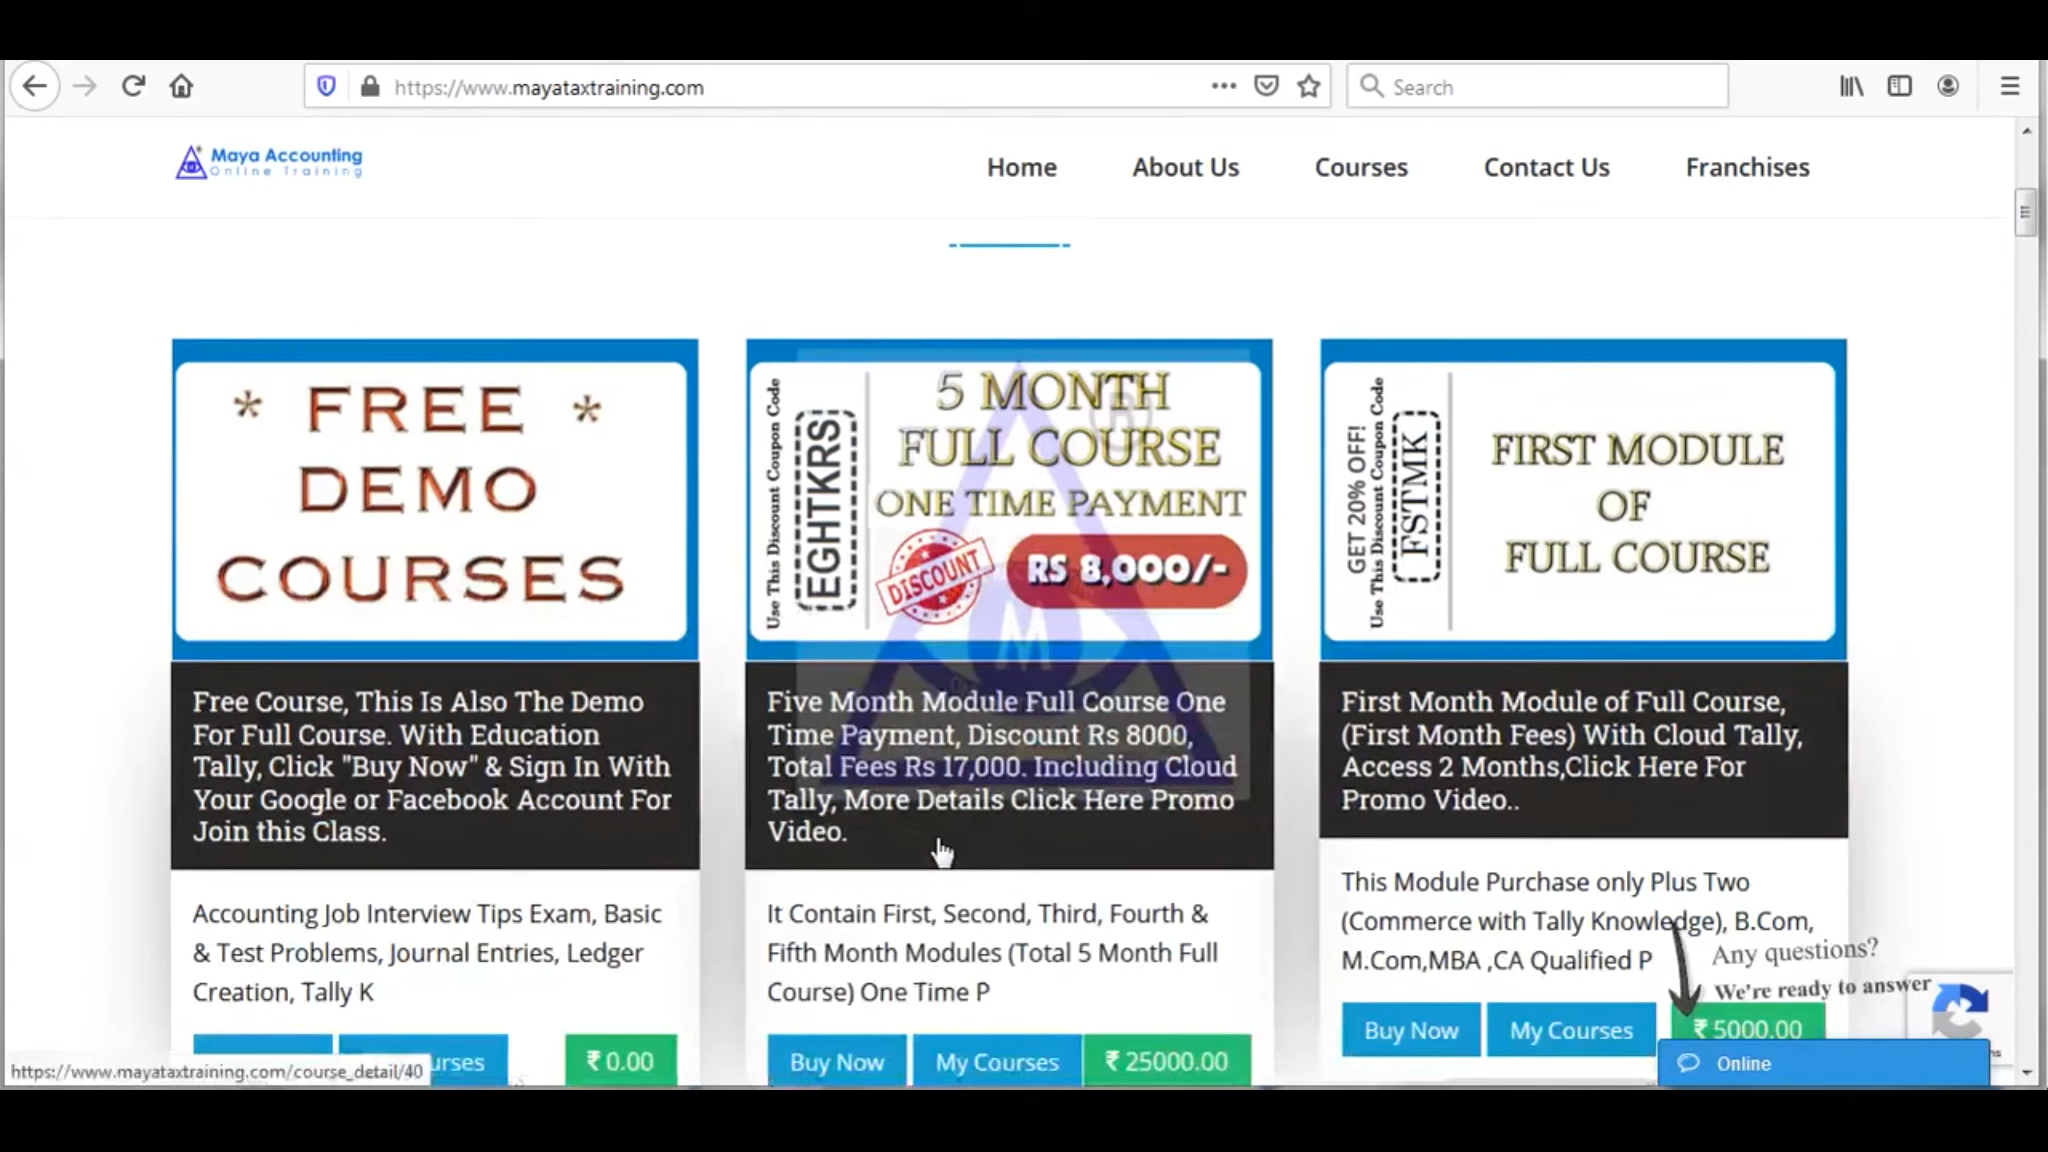 https://www.mayataxtraining.com
Search
Maya Accounting
Online Training
Home
About Us
Courses
Contact Us
Franchises
* FREE *
DEMO
COURSES
Free Course, This Is Also The Demo
For Full Course. With Education
Tally, Click "Buy Now" & Sign In With
Your Google or Facebook Account For
Join this Class.
Accounting Job Interview Tips Exam, Basic
& Test Problems, Journal Entries, Ledger
Creation, Tally K
urses
₹ 0.00
Use This Discount Coupon Code
EGHTKRS
5 MONTH
FULL COURSE
ONE TIME PAYMENT
DISCOUNT
RS 8,000/-
M
Five Month Module Full Course One
Time Payment, Discount Rs 8000,
Total Fees Rs 17,000. Including Cloud
Tally, More Details Click Here Promo
Video.
It Contain First, Second, Third, Fourth &
Fifth Month Modules (Total 5 Month Full
Course) One Time P
Buy Now
My Courses
₹ 25000.00
GET 20% OFF!
Use This Discount Coupon Code
FSTMK
FIRST MODULE
OF
FULL COURSE
First Month Module of Full Course,
(First Month Fees) With Cloud Tally,
Access 2 Months,Click Here For
Promo Video..
This Module Purchase only Plus Two
(Commerce with Tally Knowledge), B.Com,
M.Com,MBA ,CA Qualified P
Buy Now
My Courses
₹ 5000.00
Any questions?
We're ready to answer
Online
https://www.mayataxtraining.com/course_detail/40